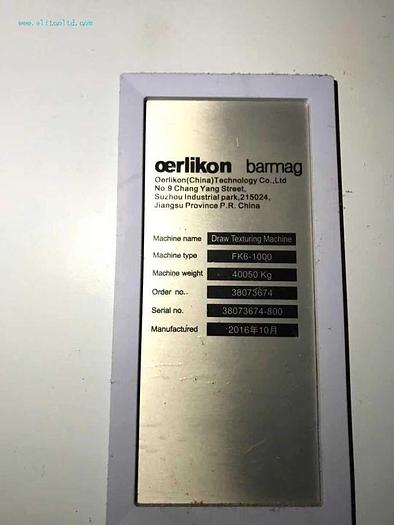 www.elitooltd.com
oerlikon barmag
Oerlikon(China)Technology Co.,Ltd
No.9 Chang Yang Street,
Suzhou Industrial park,215024,
Jiangsu Province P.R. China
Machine name Draw Texturing Machine
Machine type FK6-1000
Machine weight 40050 Kg
Order no.. 38073674
Serial no. 38073674-800
Manufactured 2016年10月